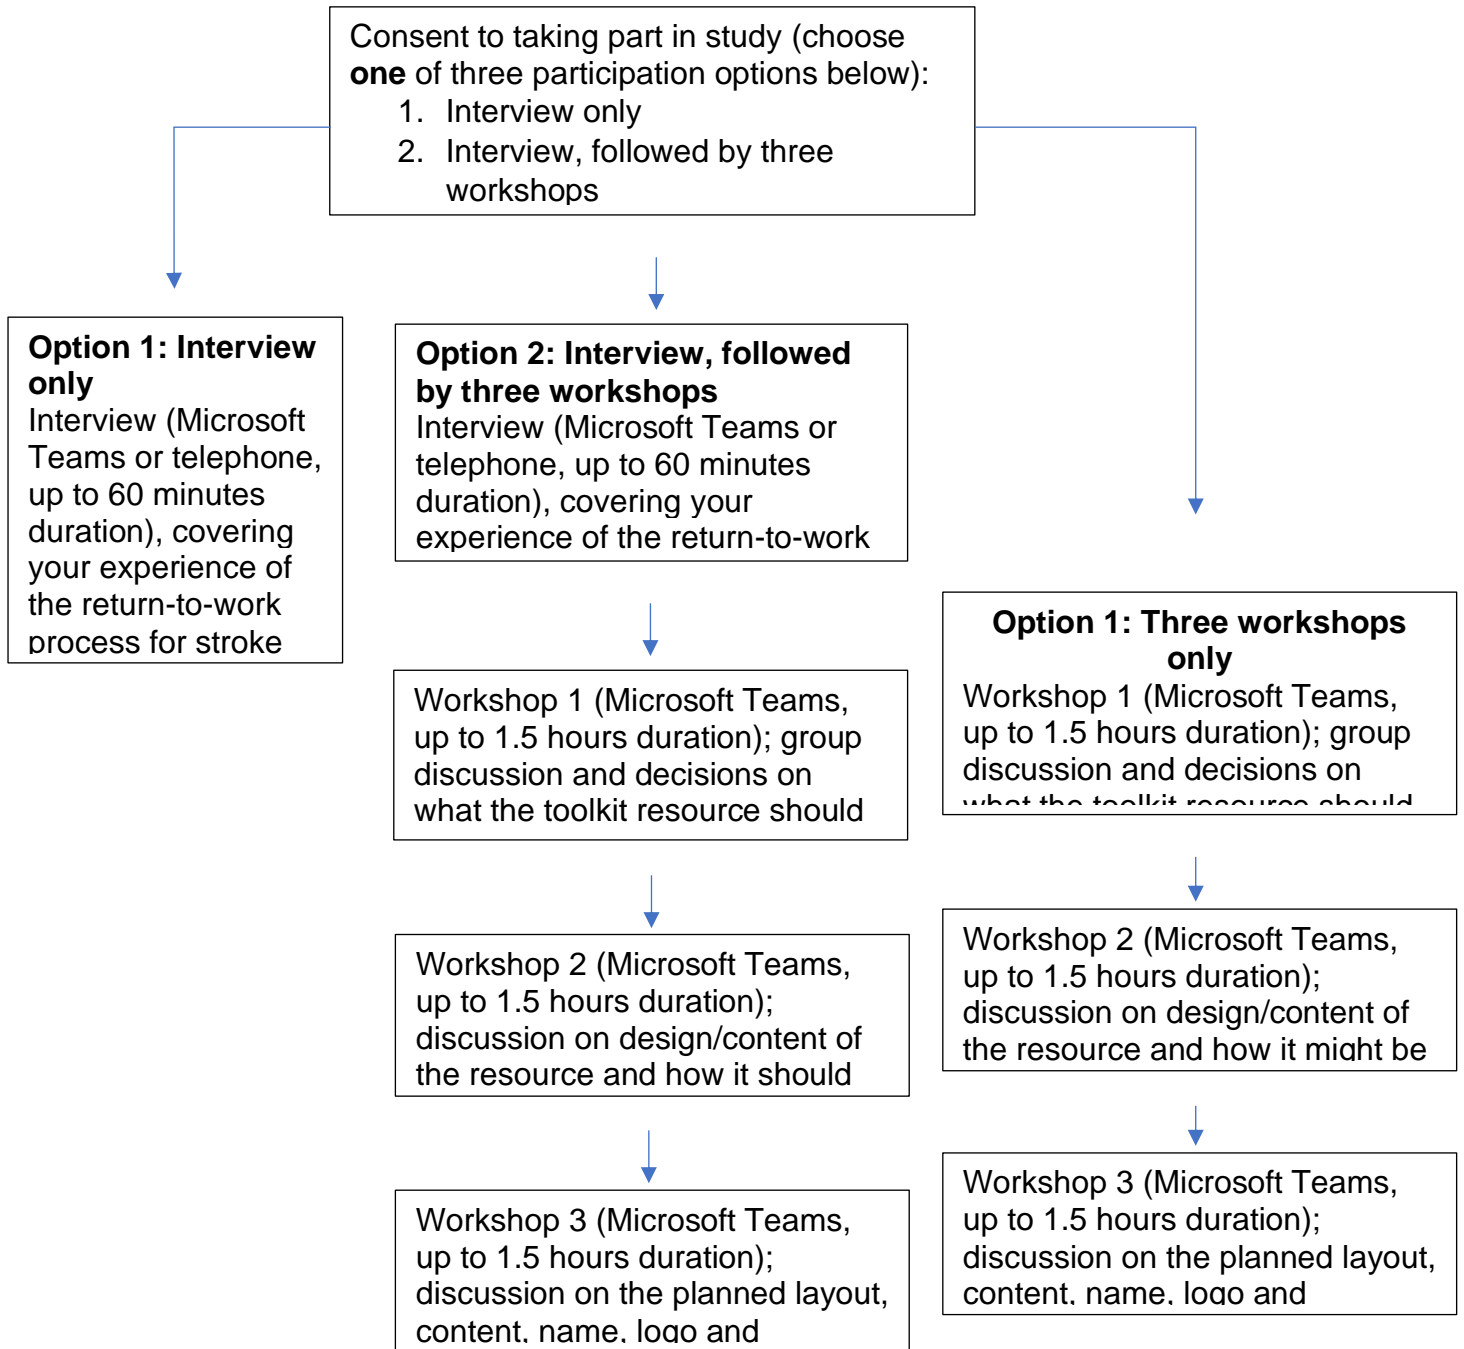 Consent to taking part in study (choose
one of three participation options below):
1. Interview only
2. Interview, followed by three
workshops
Option 1: Interview
only
Interview (Microsoft
Teams or telephone,
up to 60 minutes
duration), covering
your experience of
the return-to-work
process for stroke
Option 2: Interview, followed
by three workshops
Interview (Microsoft Teams or
telephone, up to 60 minutes
duration), covering your
experience of the return-to-work
Workshop 1 (Microsoft Teams,
up to 1.5 hours duration); group
discussion and decisions on
what the toolkit resource should
Workshop 2 (Microsoft Teams,
up to 1.5 hours duration);
discussion on design/content of
the resource and how it should
Workshop 3 (Microsoft Teams,
up to 1.5 hours duration);
discussion on the planned layout,
content, name, logo and
Option 1: Three workshops
only
Workshop 1 (Microsoft Teams,
up to 1.5 hours duration); group
discussion and decisions on
what the toolkit resource should
Workshop 2 (Microsoft Teams,
up to 1.5 hours duration);
discussion on design/content of
the resource and how it might be
Workshop 3 (Microsoft Teams,
up to 1.5 hours duration);
discussion on the planned layout,
content, name, logo and